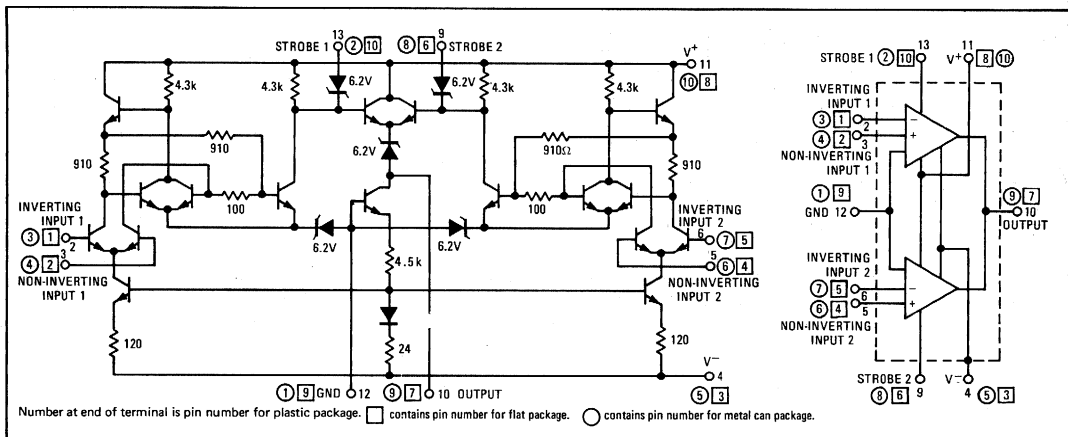 13 9
STROBE 1 ② 10 ⑧ 6 STROBE 2
V+
11
⑩ 8
4.3k
4.3k
6.2V
6.2V
4.3k
4.3k
910
910
6.2V
910Ω
910
100
100
INVERTING
INPUT 1
③ 1
2
3
④ 2
NON-INVERTING
INPUT 1
6.2V
6.2V
4.5k
INVERTING
INPUT 2
6
⑦ 5
5
⑥ 4
NON-INVERTING
INPUT 2
120
24
120
V−
4
⑤ 3
① 9 GND 12
⑨ 7 10 OUTPUT
Number at end of terminal is pin number for plastic package. contains pin number for flat package. contains pin number for metal can package.
13 11
STROBE 1 ② 10 V+ 8 ⑩
INVERTING
INPUT 1
③ 1
2
−
④ 2
3
+
NON-INVERTING
INPUT 1
① 9
GND 12
⑨ 7
10
OUTPUT
INVERTING
INPUT 2
⑦ 5
6
−
⑥ 4
5
+
NON-INVERTING
INPUT 2
STROBE 2
⑧ 6
9
V−
4
⑤ 3